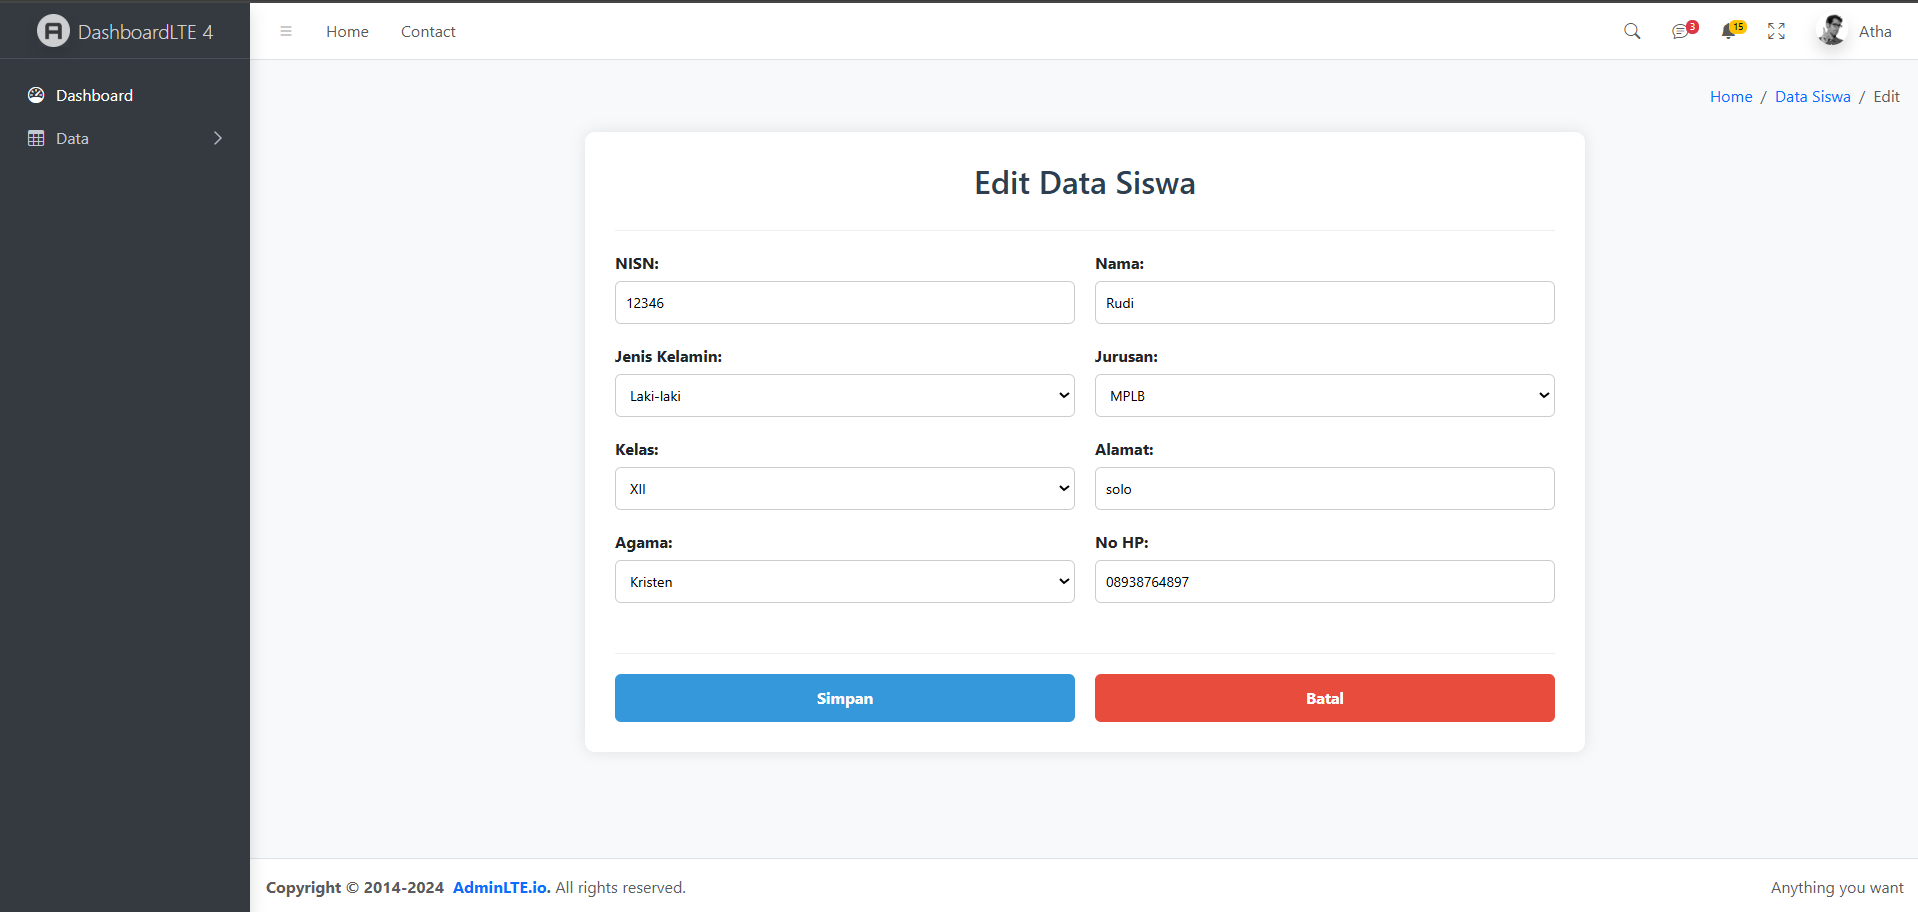 DashboardLTE 4
Home
Contact
3
15
Atha
Dashboard
Data
Home / Data Siswa / Edit
Edit Data Siswa
NISN:
Nama:
12346
Rudi
Jenis Kelamin:
Jurusan:
Laki-laki
MPLB
Kelas:
Alamat:
XII
solo
Agama:
No HP:
Kristen
08938764897
Simpan
Batal
Copyright © 2014-2024 AdminLTE.io. All rights reserved.
Anything you want